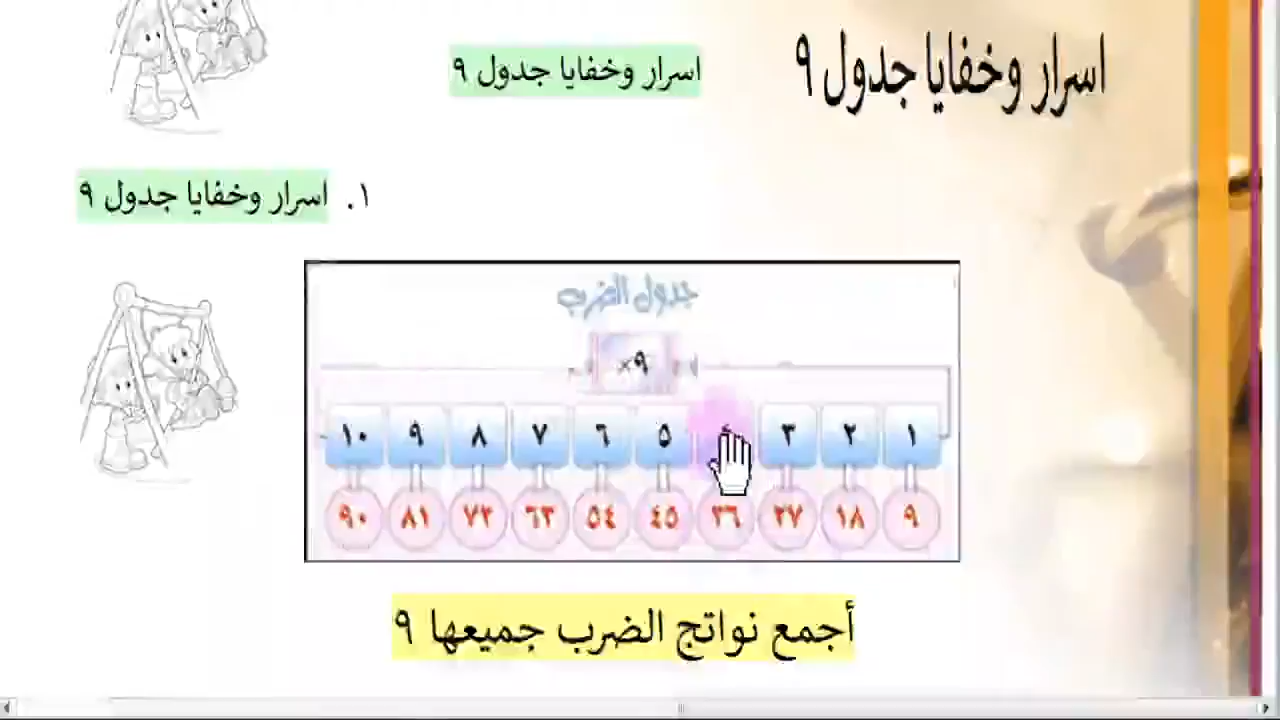 اسرار وخفايا جدول ٩
اسرار وخفايا جدول ٩
١. اسرار وخفايا جدول ٩
جدول الضرب
×٩
١ ٢ ٣ ٥ ٦ ٧ ٨ ٩ ١٠
٩ ١٨ ٢٧ ٣٦ ٤٥ ٥٤ ٦٣ ٧٢ ٨١ ٩٠
أجمع نواتج الضرب جميعها ٩